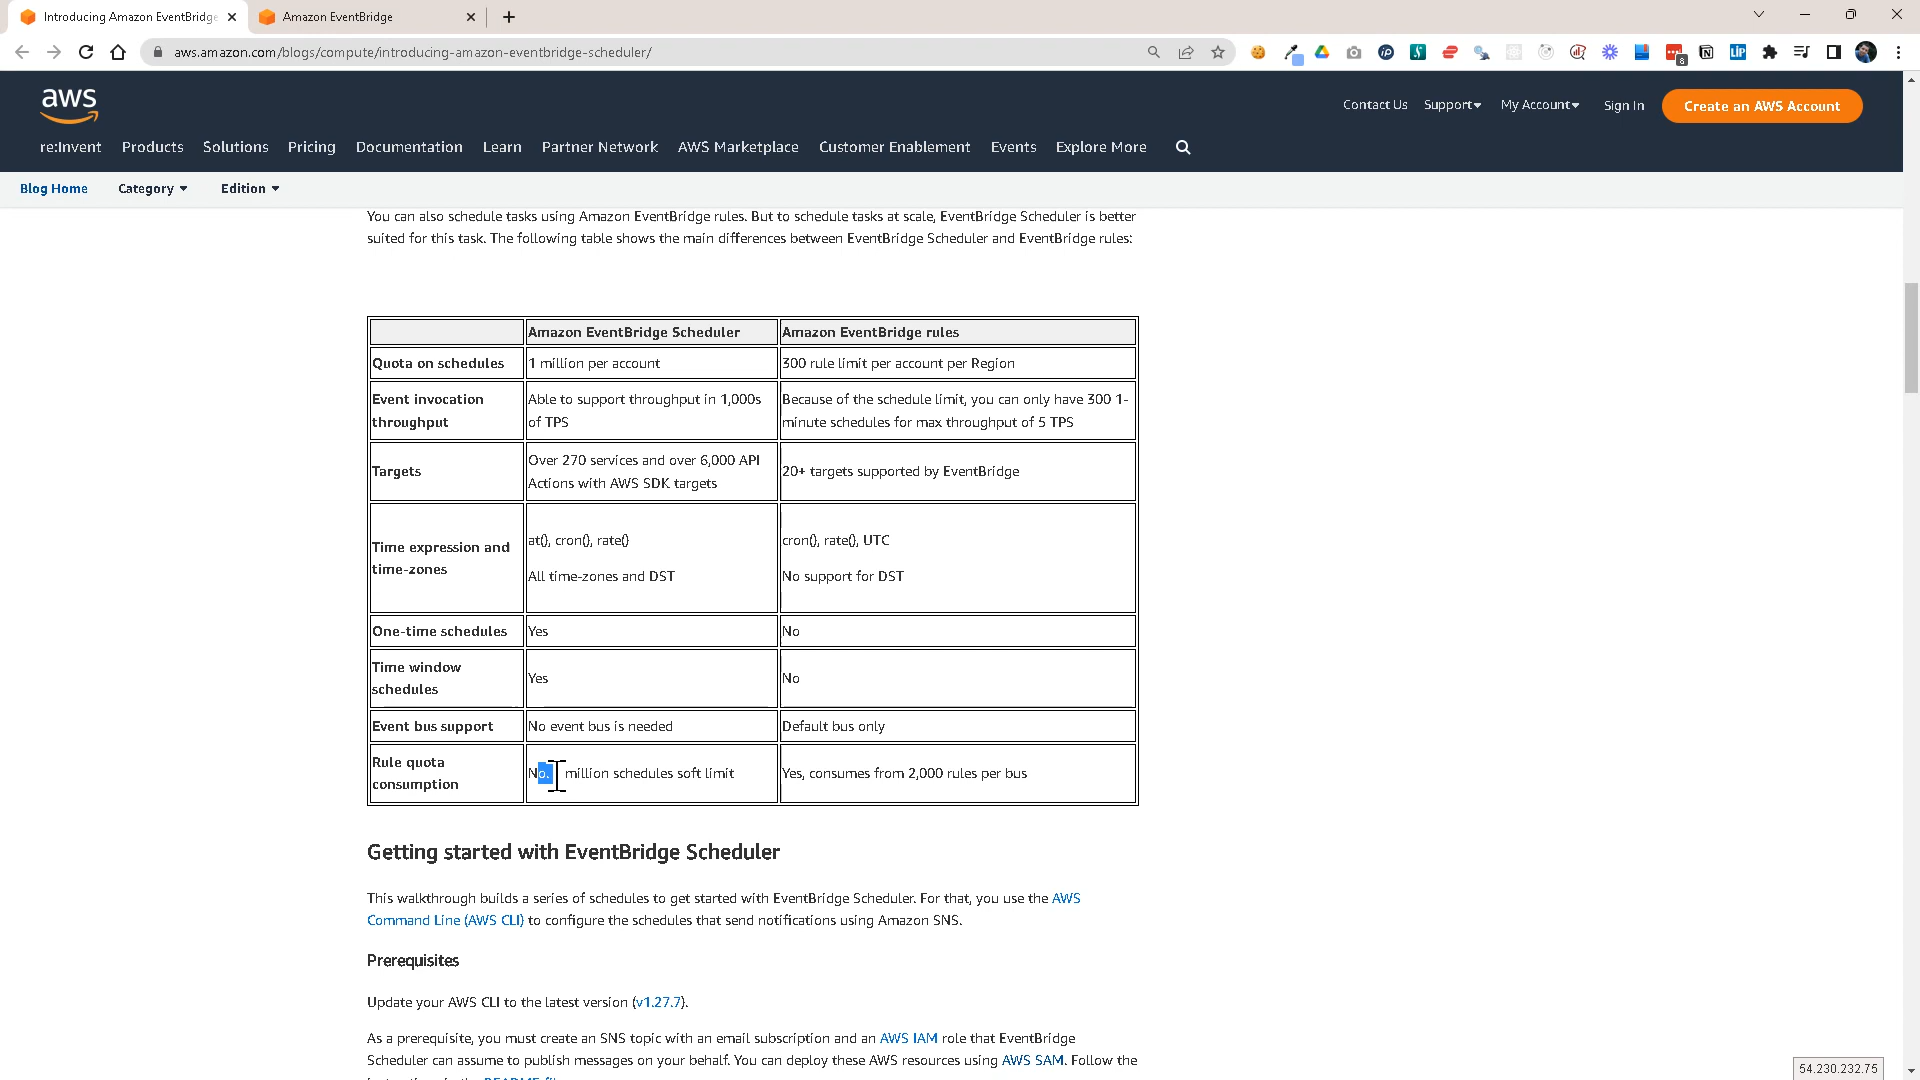 Introducing Amazon EventBridge
Amazon EventBridge
aws.amazon.com/blogs/compute/introducing-amazon-eventbridge-scheduler/
aws
Contact Us
Support
My Account
Sign In
Create an AWS Account
re:Invent
Products
Solutions
Pricing
Documentation
Learn
Partner Network
AWS Marketplace
Customer Enablement
Events
Explore More
Blog Home
Category
Edition
You can also schedule tasks using Amazon EventBridge rules. But to schedule tasks at scale, EventBridge Scheduler is better
suited for this task. The following table shows the main differences between EventBridge Scheduler and EventBridge rules:
Amazon EventBridge Scheduler
Amazon EventBridge rules
Quota on schedules
1 million per account
300 rule limit per account per Region
Event invocation
throughput
Able to support throughput in 1,000s
of TPS
Because of the schedule limit, you can only have 300 1-
minute schedules for max throughput of 5 TPS
Targets
Over 270 services and over 6,000 API
Actions with AWS SDK targets
20+ targets supported by EventBridge
Time expression and
time-zones
at(), cron(), rate()
All time-zones and DST
cron(), rate(), UTC
No support for DST
One-time schedules
Yes
No
Time window
schedules
Yes
No
Event bus support
No event bus is needed
Default bus only
Rule quota
consumption
No. million schedules soft limit
Yes, consumes from 2,000 rules per bus
Getting started with EventBridge Scheduler
This walkthrough builds a series of schedules to get started with EventBridge Scheduler. For that, you use the AWS
Command Line (AWS CLI) to configure the schedules that send notifications using Amazon SNS.
Prerequisites
Update your AWS CLI to the latest version (v1.27.7).
As a prerequisite, you must create an SNS topic with an email subscription and an AWS IAM role that EventBridge
Scheduler can assume to publish messages on your behalf. You can deploy these AWS resources using AWS SAM. Follow the
54.230.232.75